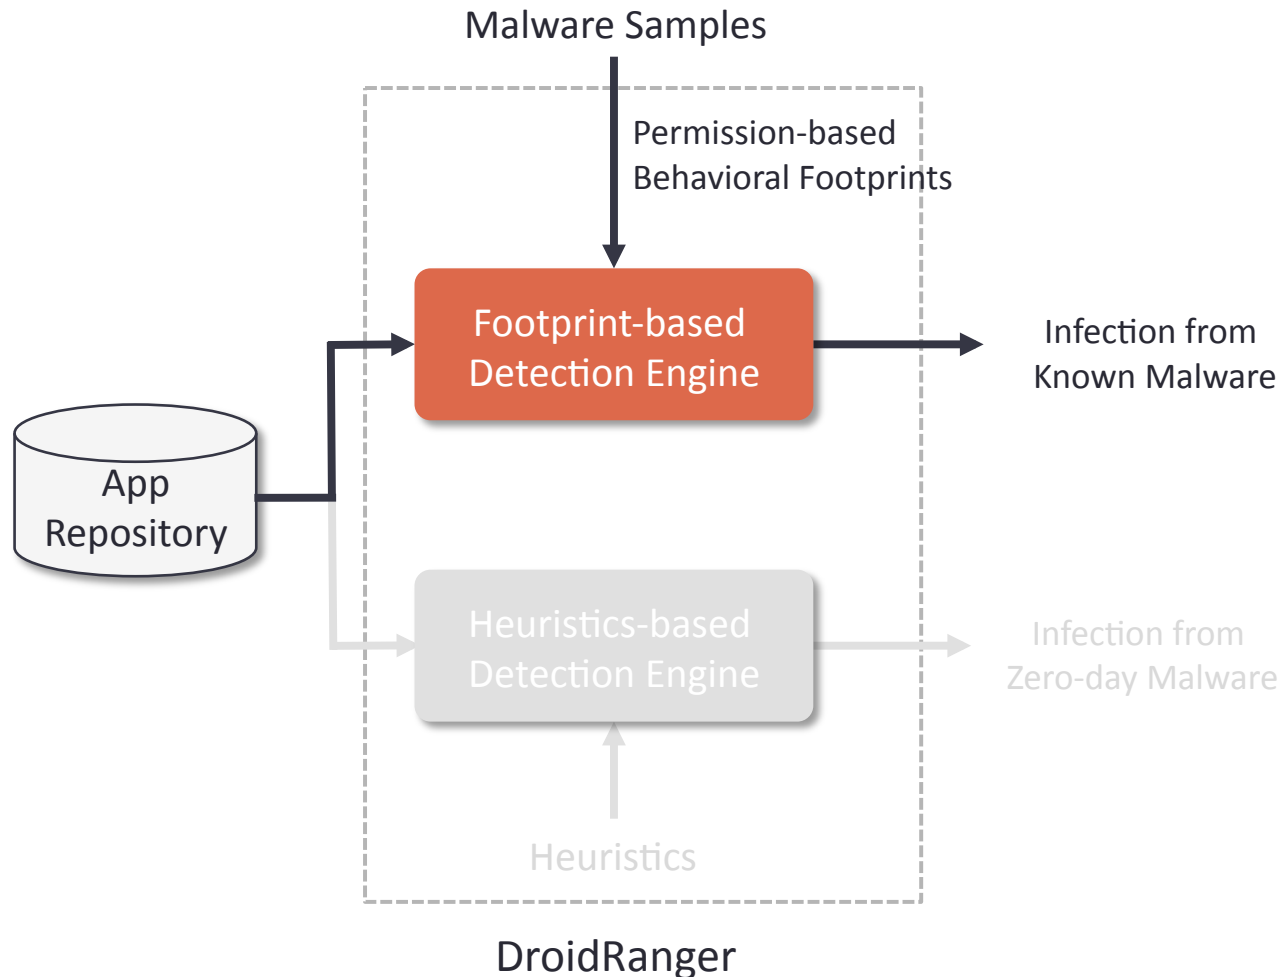 Malware Samples
Permission-based
Behavioral Footprints
Footprint-based
Detection Engine
Infection from
Known Malware
App
Repository
Heuristics-based
Detection Engine
Infection from
Zero-day Malware
Heuristics
DroidRanger